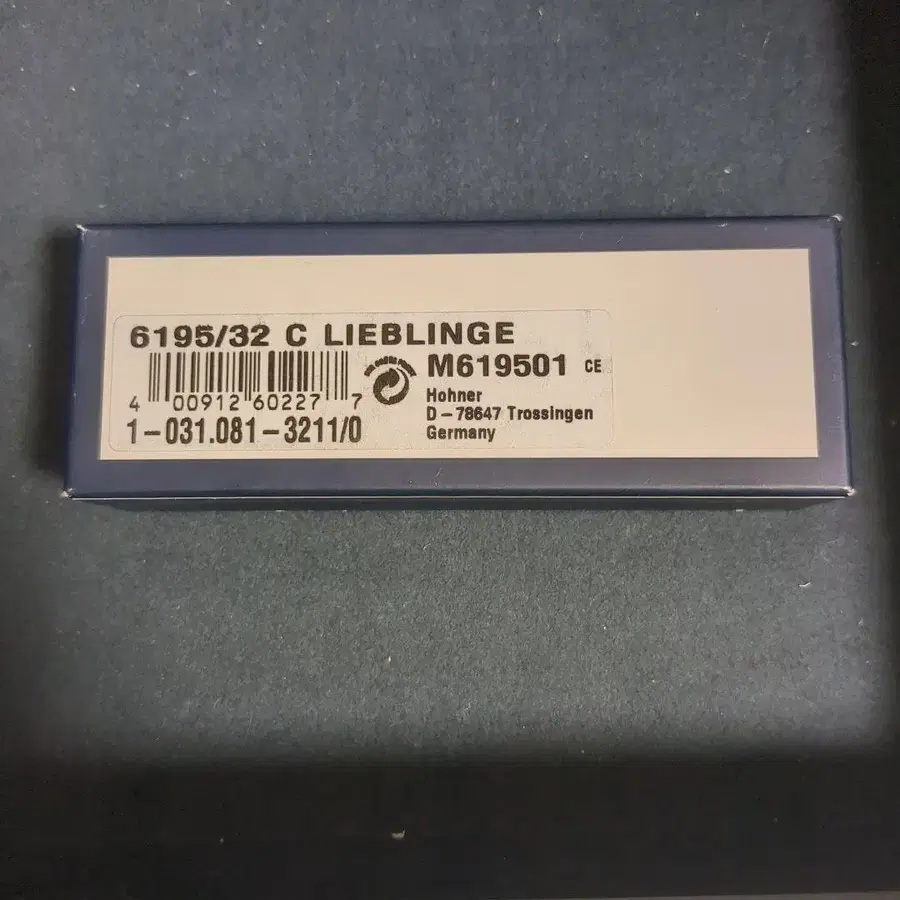 6195/32 C LIEBLINGE
M619501 CE
4 00912 60227 7
Hohner
D-78647 Trossingen
Germany
1-031.081-3211/0